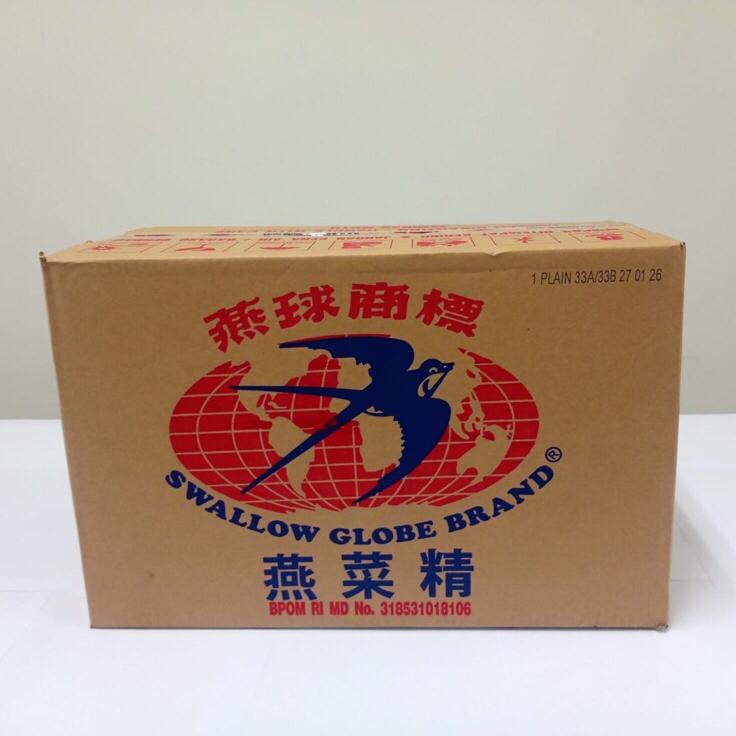 1 PLAIN 33A/33B 27 01 26
燕球商標
SWALLOW GLOBE BRAND®
燕菜精
BPOM RI MD No. 318531018106